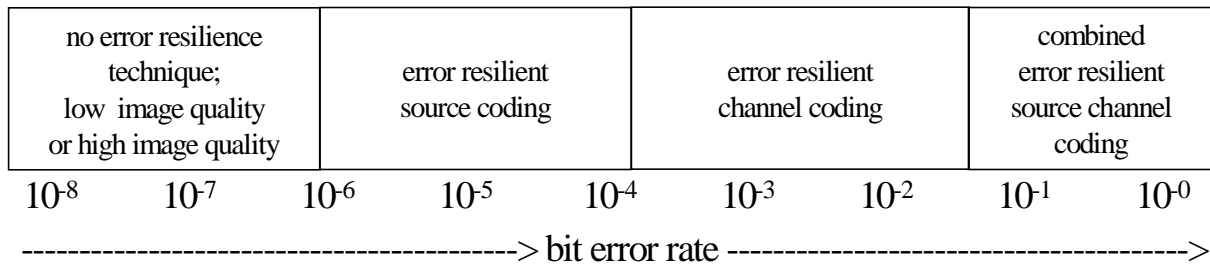 no error resilience
technique;
low image quality
or high image quality
error resilient
source coding
error resilient
channel coding
combined
error resilient
source channel
coding
10-8 10-7 10-6 10-5 10-4 10-3 10-2 10-1 10-0
----------------------------------> bit error rate --------------------------------->